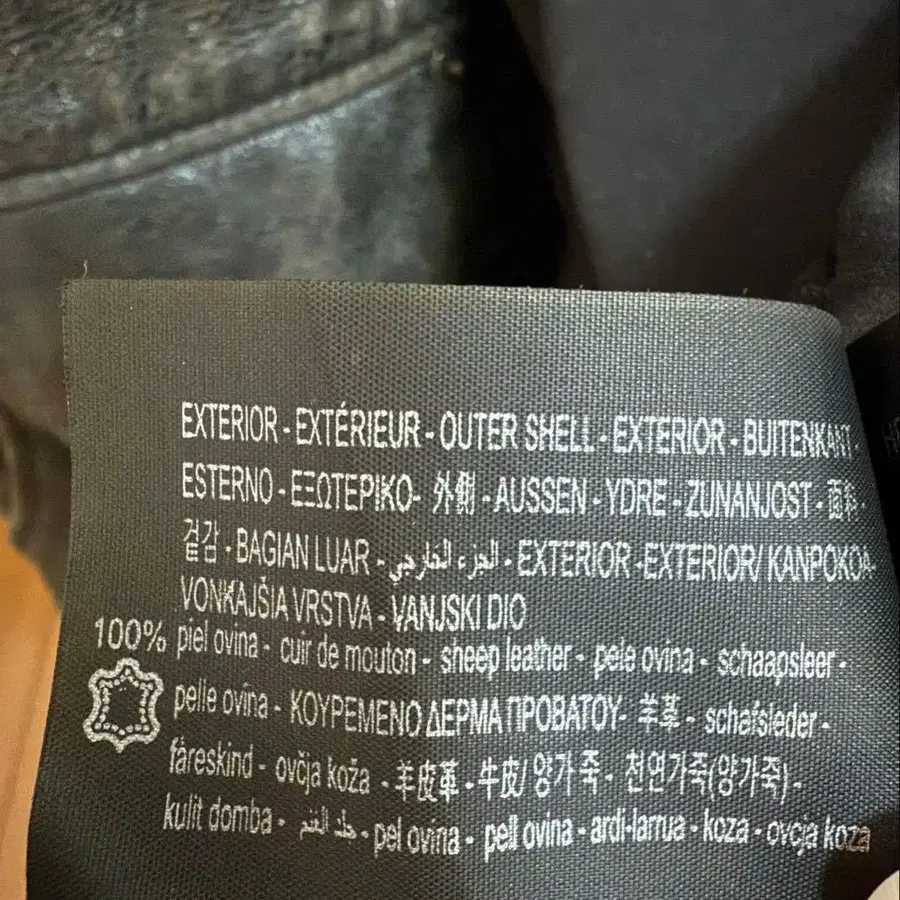 EXTERIOR - EXTÉRIEUR - OUTER SHELL - EXTERIOR - BUITENKANT -
ESTERNO - ΕΞΩΤΕΡΙΚΟ - 外側 - AUSSEN - YDRE - ZUNANJOST - 面料 -
겉감 - BAGIAN LUAR - الجزء الخارجي - EXTERIOR -EXTERIOR/ KANPOKOA-
VONKAJŠIA VRSTVA - VANJSKI DIO
100% piel ovina - cuir de mouton - sheep leather - pele ovina - schaapsleer -
pelle ovina - ΚΟΥΡΕΜΕΝΟ ΔΕΡΜΑ ΠΡΟΒΑΤΟΥ- 羊革 - schafsleder -
fåreskind - ovčja koža - 羊皮革 - 牛皮/ 양가죽 - 천연가죽(양가죽)-
kulit domba - جلد الغنم - pel ovina - pell ovina - ardi-larrua - koza - ovčja koza